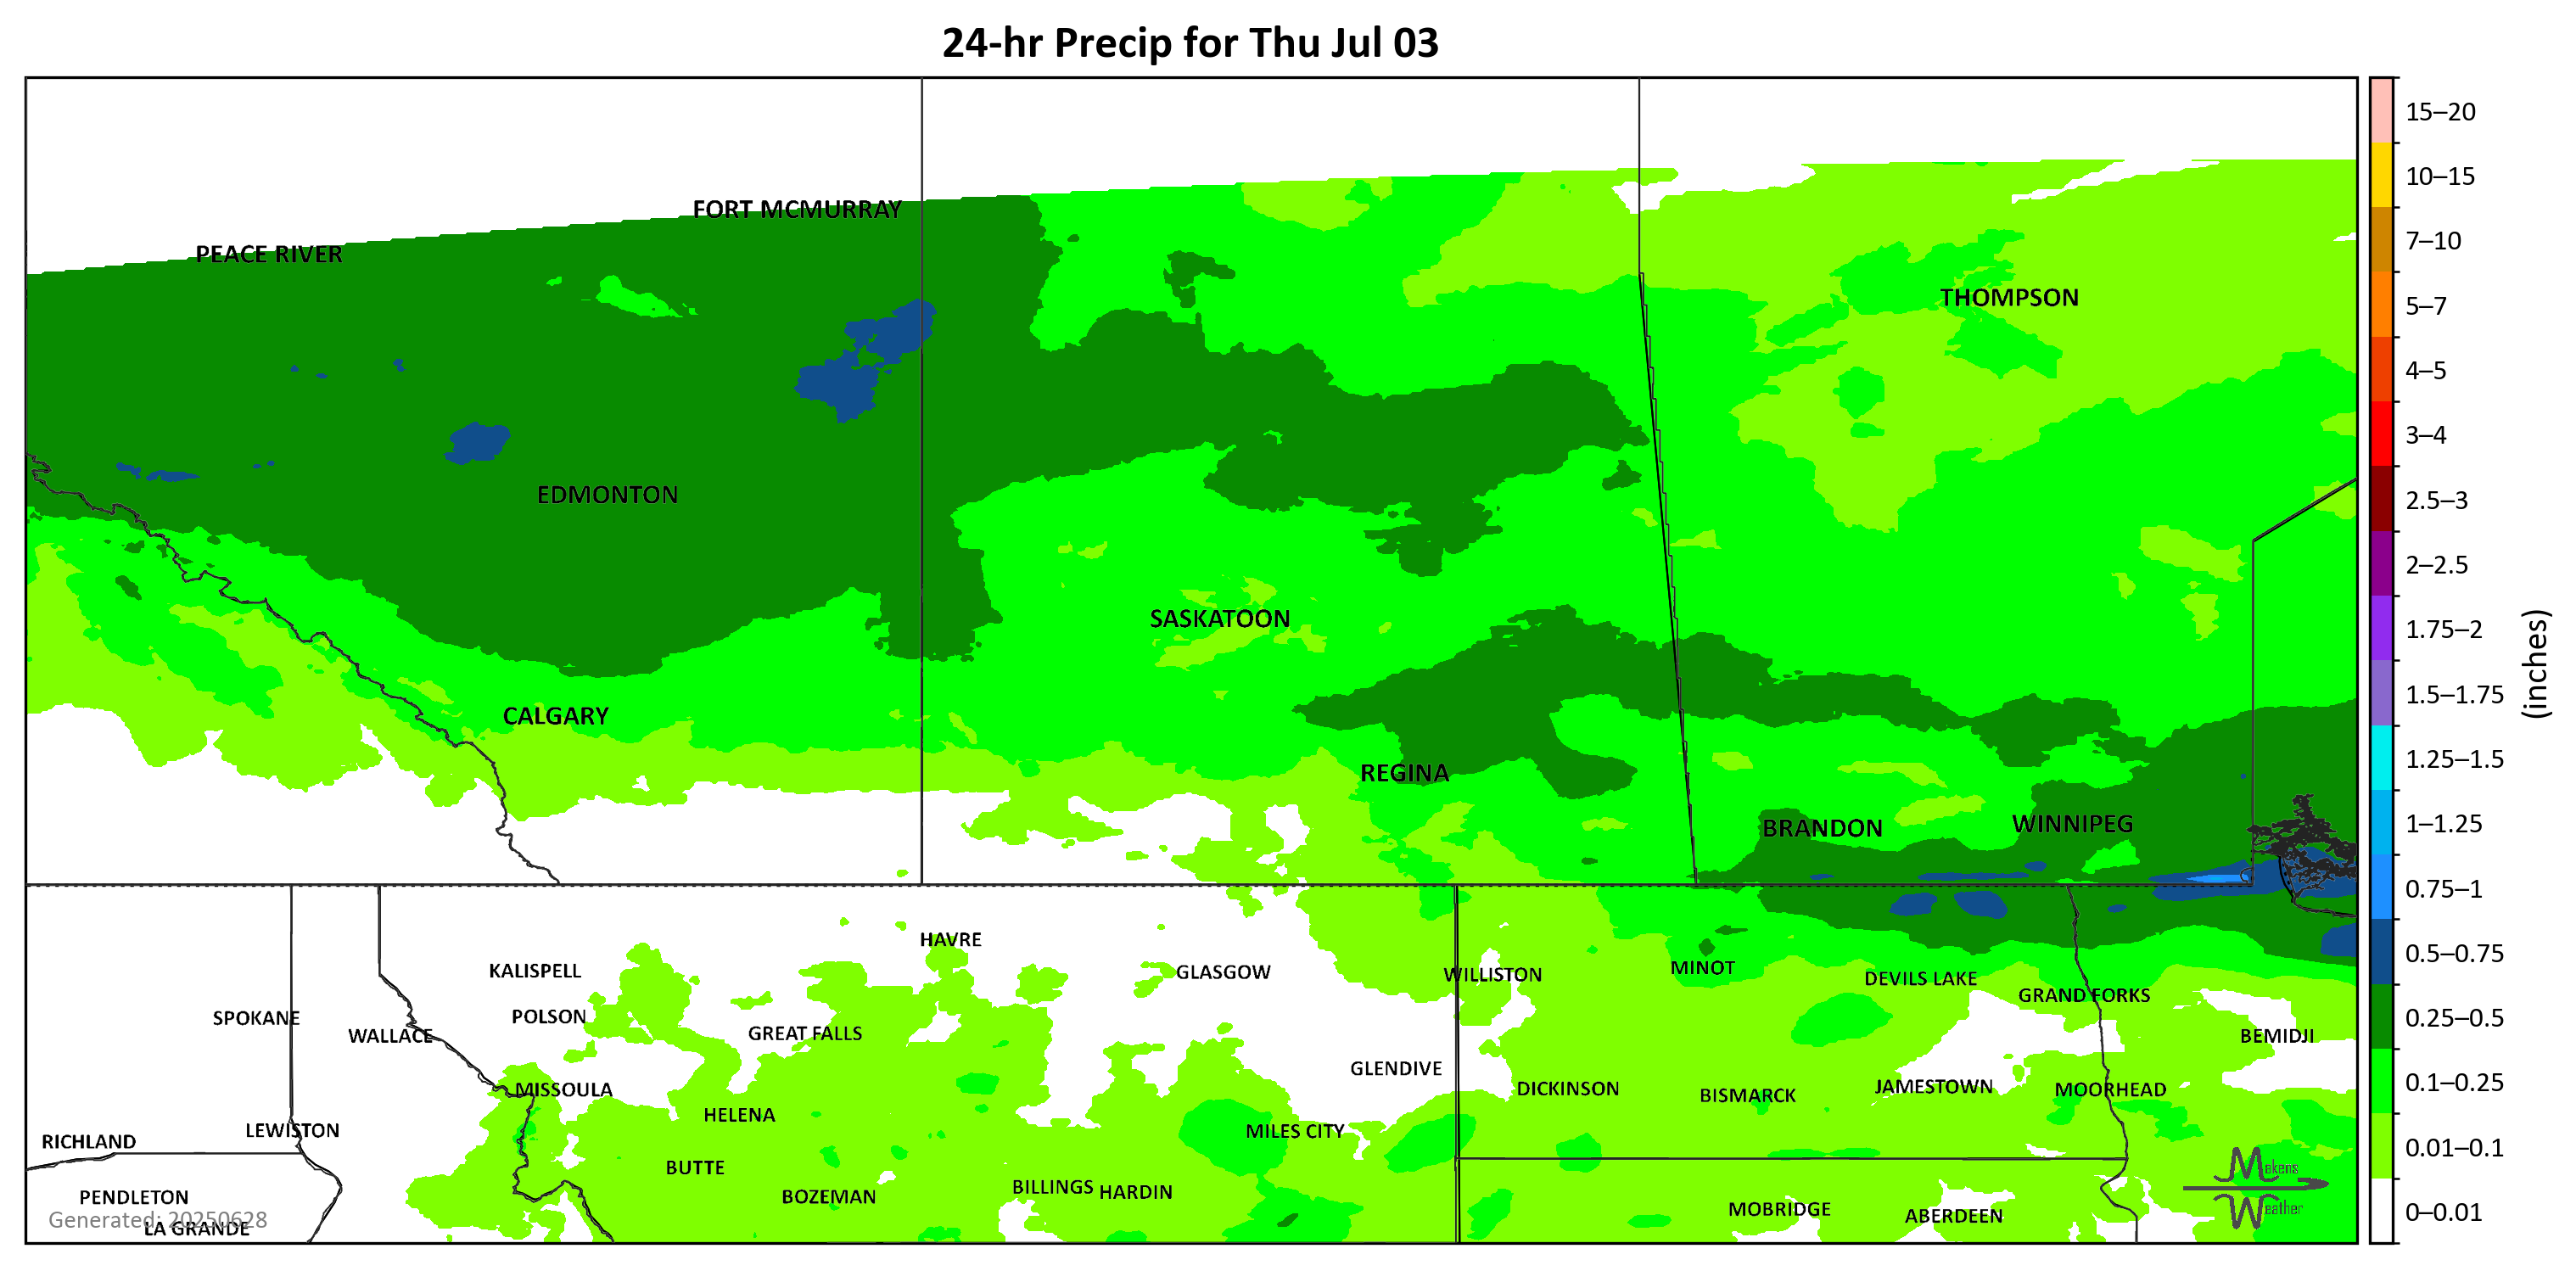 24-hr Precip for Thu Jul 03
15–20
FORT MCMURRAY
10–15
PEACE RIVER
7–10
THOMPSON
5–7
4–5
3–4
EDMONTON
2.5–3
2–2.5
SASKATOON
1.75–2
(inches)
1.5–1.75
CALGARY
REGINA
1.25–1.5
BRANDON
WINNIPEG
1–1.25
0.75–1
HAVRE
0.5–0.75
KALISPELL
GLASGOW
WILLISTON
MINOT
DEVILS LAKE
GRAND FORKS
SPOKANE
POLSON
0.25–0.5
WALLACE
GREAT FALLS
BEMIDJI
GLENDIVE
MISSOULA
DICKINSON
BISMARCK
JAMESTOWN
MOORHEAD
0.1–0.25
HELENA
RICHLAND
LEWISTON
MILES CITY
0.01–0.1
BUTTE
Makens
PENDLETON
BOZEMAN
BILLINGS
HARDIN
Weather
Generated: 20250628
LA GRANDE
MOBRIDGE
ABERDEEN
0–0.01